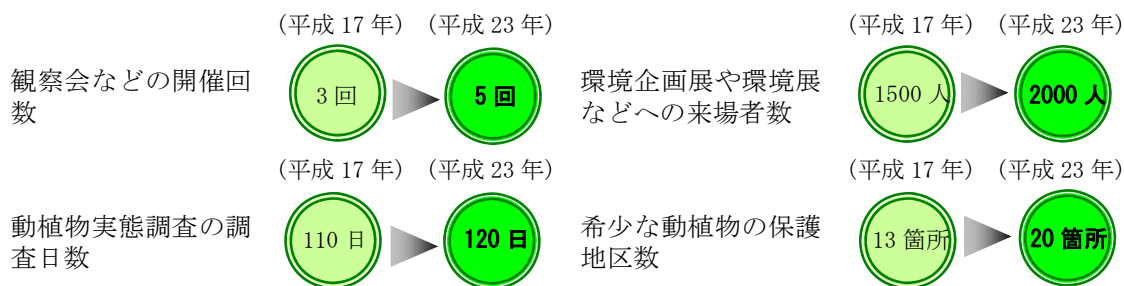 (平成 17 年) (平成 23 年)
観察会などの開催回
数
3 回
5 回
(平成 17 年) (平成 23 年)
環境企画展や環境展
などへの来場者数
1500 人
2000 人
(平成 17 年) (平成 23 年)
動植物実態調査の調
査日数
110 日
120 日
(平成 17 年) (平成 23 年)
希少な動植物の保護
地区数
13 箇所
20 箇所